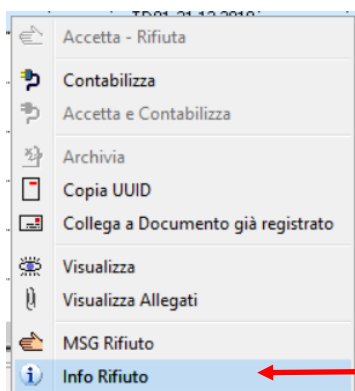 Accetta - Rifiuta
Contabilizza
Accetta e Contabilizza
Archivia
Copia UUID
Collega a Documento già registrato
Visualizza
Visualizza Allegati
MSG Rifiuto
Info Rifiuto